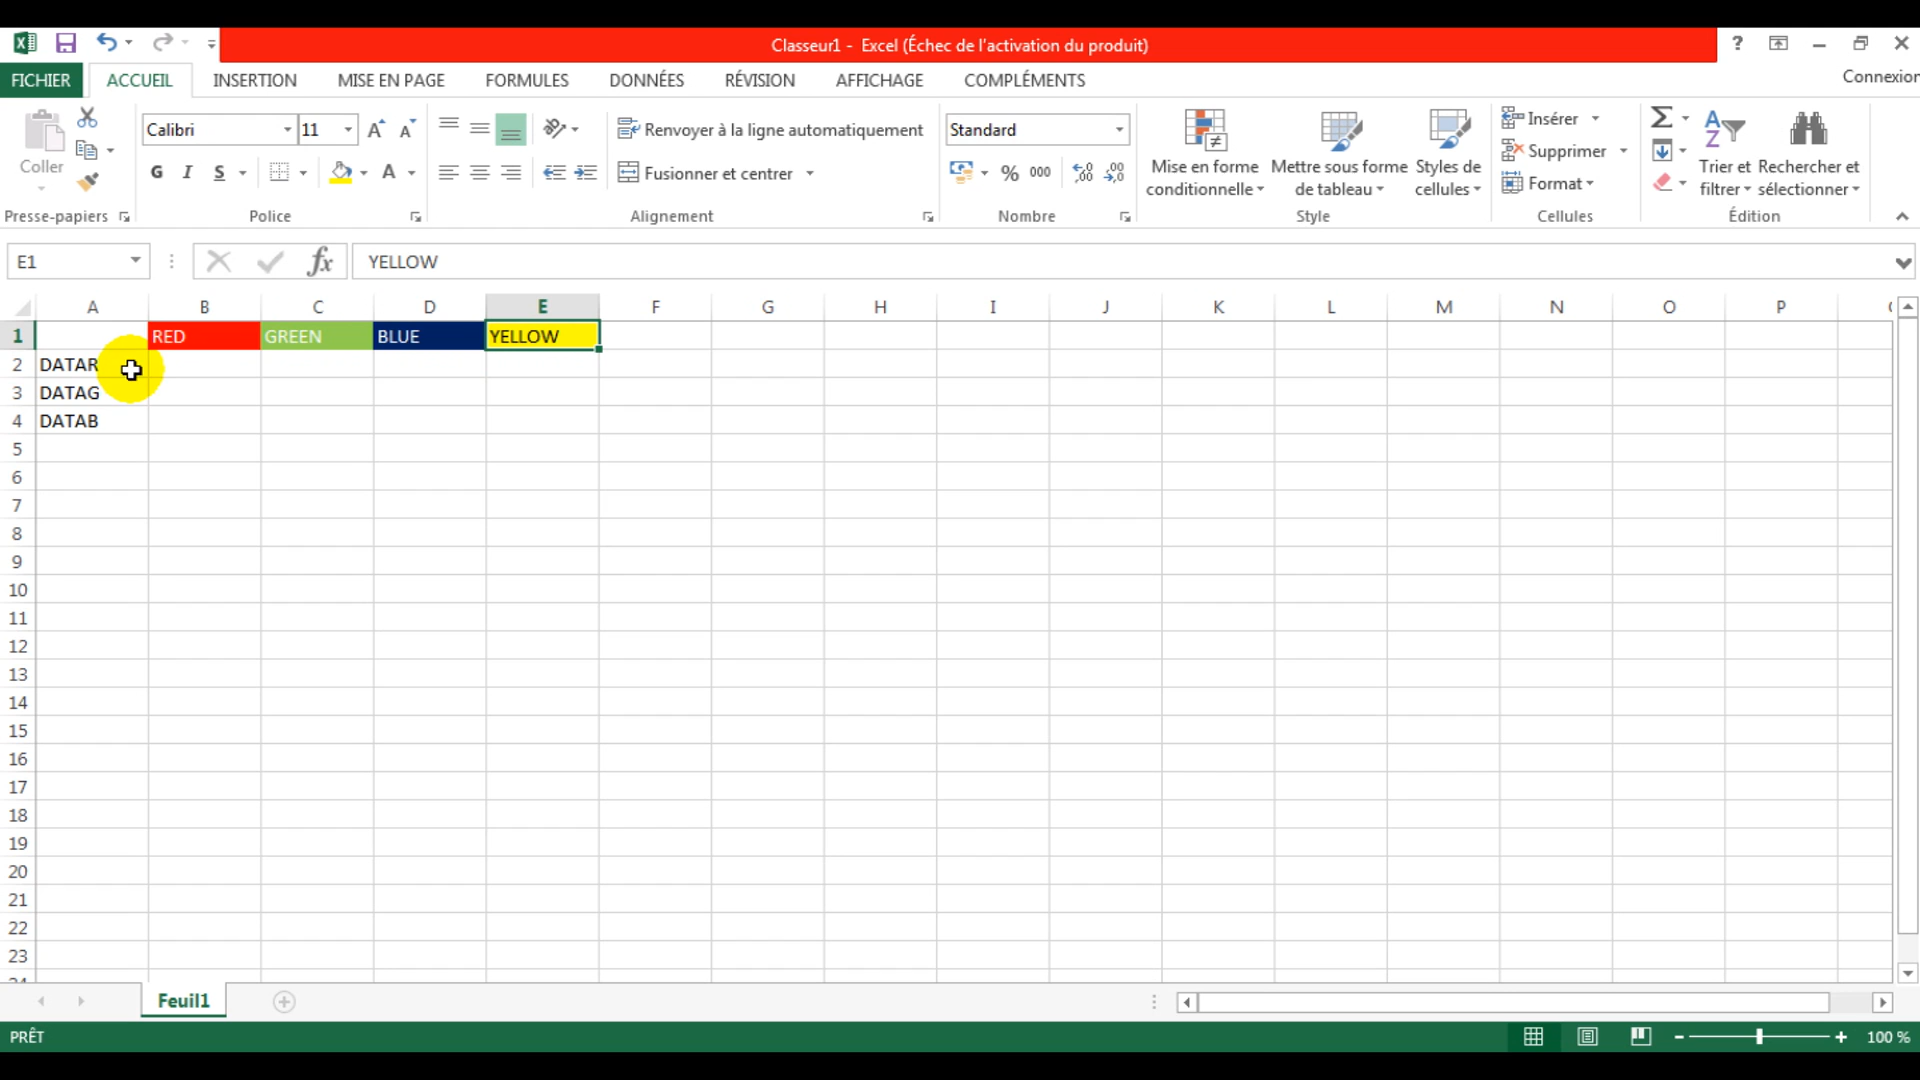 Classeur1 - Excel (Échec de l'activation du produit)
?
FICHIER ACCUEIL INSERTION MISE EN PAGE FORMULES DONNÉES RÉVISION AFFICHAGE COMPLÉMENTS Connexion
Coller
Presse-papiers
Calibri 11
G I S A
Police
Renvoyer à la ligne automatiquement
Fusionner et centrer
Alignement
Standard
% 000
Nombre
Mise en forme conditionnelle
Mettre sous forme de tableau
Styles de cellules
Style
Insérer
Supprimer
Format
Cellules
Trier et filtrer
Rechercher et sélectionner
Édition
E1 fx YELLOW
A B C D E F G H I J K L M N O P
1 RED GREEN BLUE YELLOW
2 DATAR
3 DATAG
4 DATAB
5
6
7
8
9
10
11
12
13
14
15
16
17
18
19
20
21
22
23
Feuil1
PRÊT 100 %